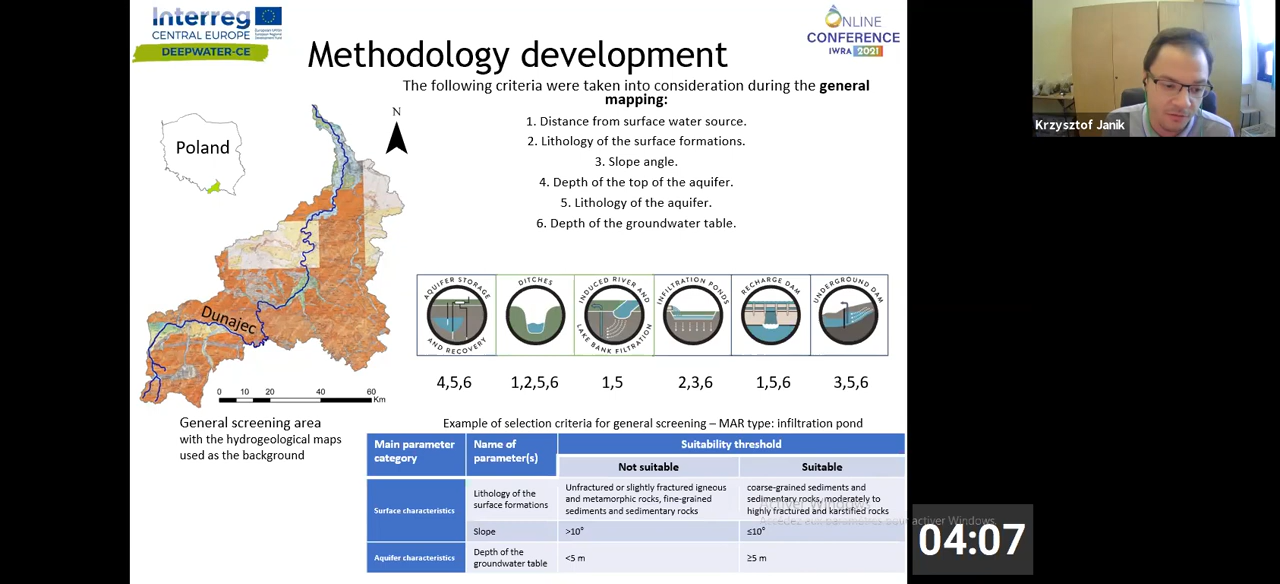 Interreg
CENTRAL EUROPE
DEEPWATER-CE
ONLINE
CONFERENCE
IWRA 2021
Methodology development
The following criteria were taken into consideration during the general
mapping:
1. Distance from surface water source.
2. Lithology of the surface formations.
3. Slope angle.
4. Depth of the top of the aquifer.
5. Lithology of the aquifer.
6. Depth of the groundwater table.
Krzysztof Janik
Poland
N
Dunajec
0 10 20 40 60
Km
General screening area
with the hydrogeological maps
used as the background
AQUIFER STORAGE
AND RECOVERY
DITCHES
INDUCED RIVER AND
LAKE BANK FILTRATION
INFILTRATION PONDS
RECHARGE DAM
UNDERGROUND DAM
4,5,6
1,2,5,6
1,5
2,3,6
1,5,6
3,5,6
Example of selection criteria for general screening – MAR type: infiltration pond
Main parameter
category
Name of
parameter(s)
Suitability threshold
Not suitable
Suitable
Surface characteristics
Lithology of the
surface formations
Unfractured or slightly fractured igneous
and metamorphic rocks, fine-grained
sediments and sedimentary rocks
coarse-grained sediments and
sedimentary rocks, moderately to
highly fractured and karstified rocks
Slope
>10°
≤10°
Aquifer characteristics
Depth of the
groundwater table
<5 m
≥5 m
Activer Windows
Accédez aux paramètres pour activer Windows.
04:07